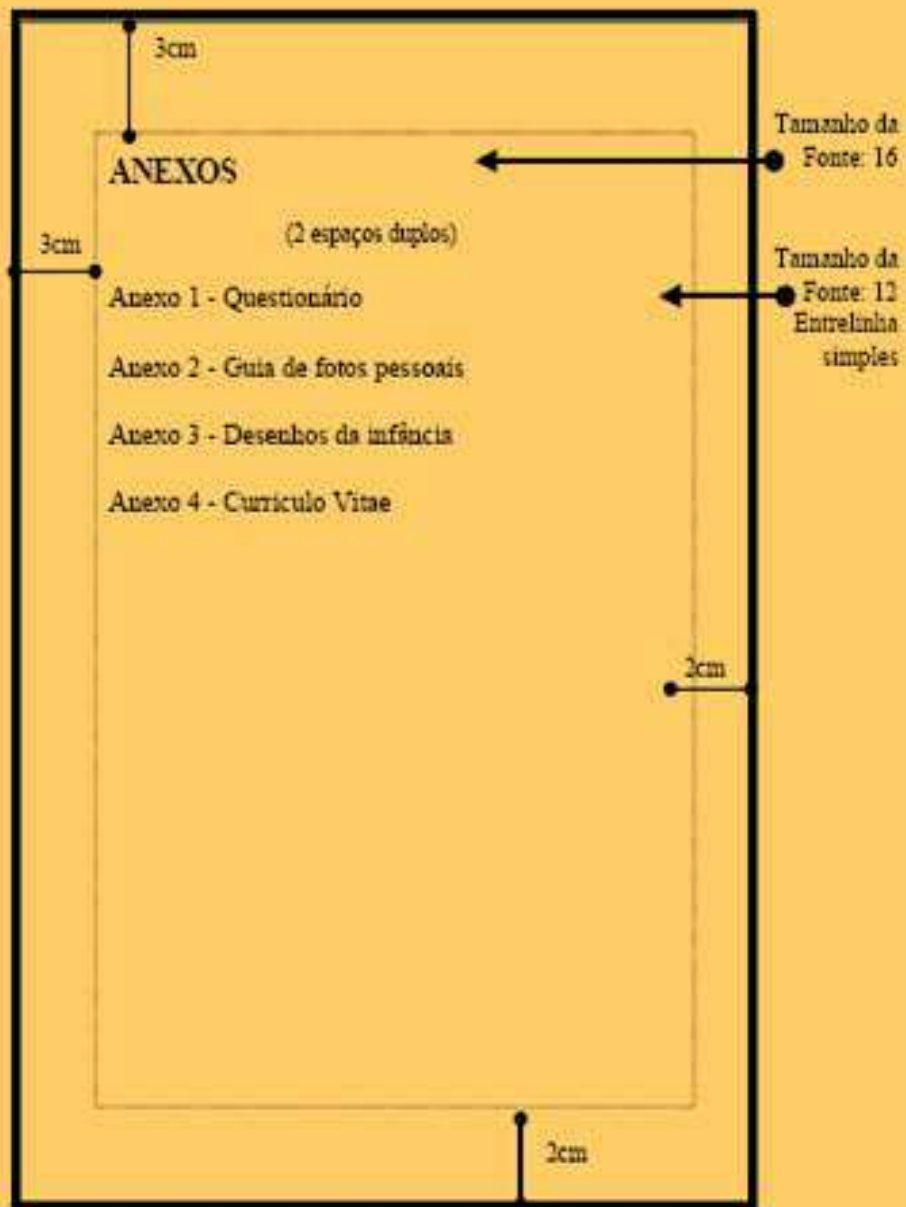 3cm
Tamanho da
Fonte: 16
ANEXOS
(2 espaços duplos)
3cm
Tamanho da
Fonte: 12
Entrelinha
simples
Anexo 1 - Questionário
Anexo 2 - Guia de fotos pessoais
Anexo 3 - Desenhos da infância
Anexo 4 - Curriculo Vitae
2cm
2cm